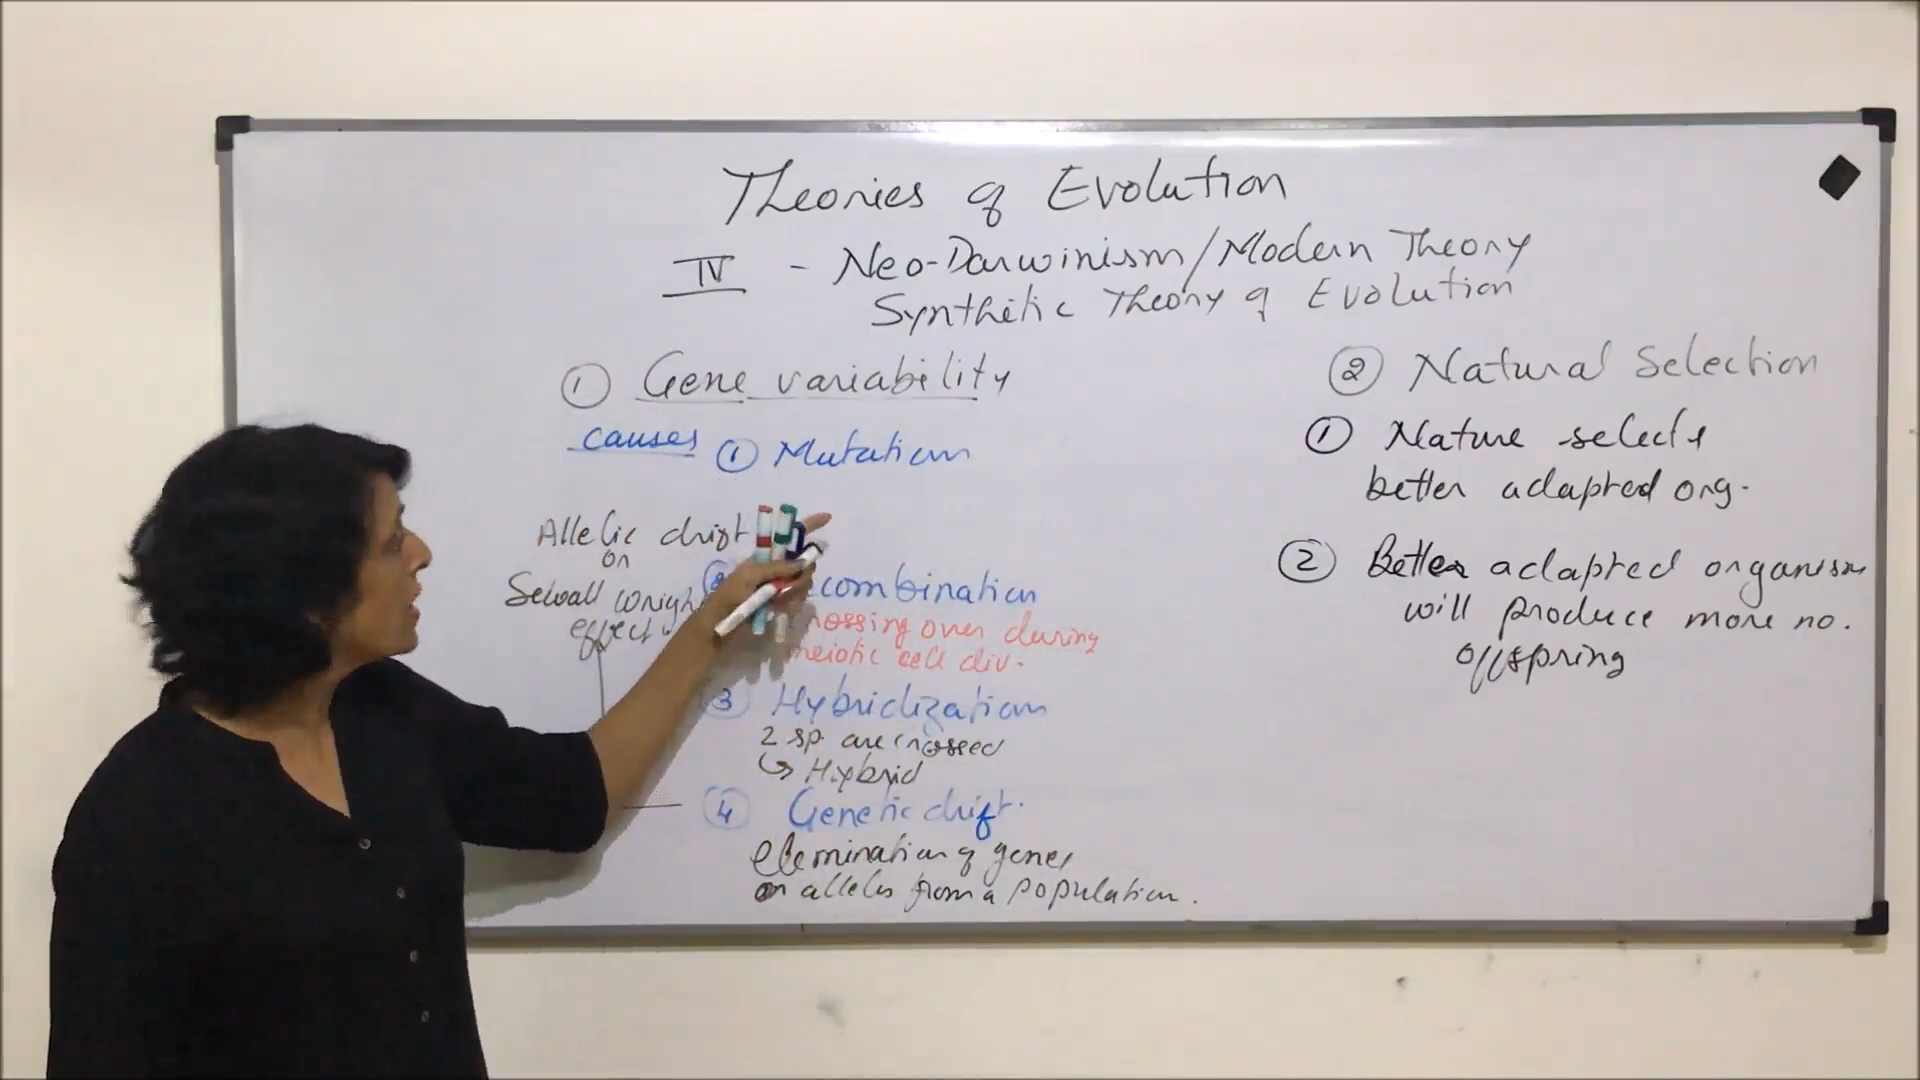 Theories of Evolution
IV - Neo-Darwinism/Modern Theory
Synthetic Theory of Evolution
① Gene variability
causes ① Mutation
Allelic drift
or
Sewall Wright
effect
combination
crossing over during
meiotic cell div.
③ Hybridization
2 sp. are crossed
↳ Hybrid
④ Genetic drift.
elemination of genes
or alleles from a population.
② Natural Selection
① Nature selects
better adapted org.
② Better adapted organism
will produce more no.
offspring